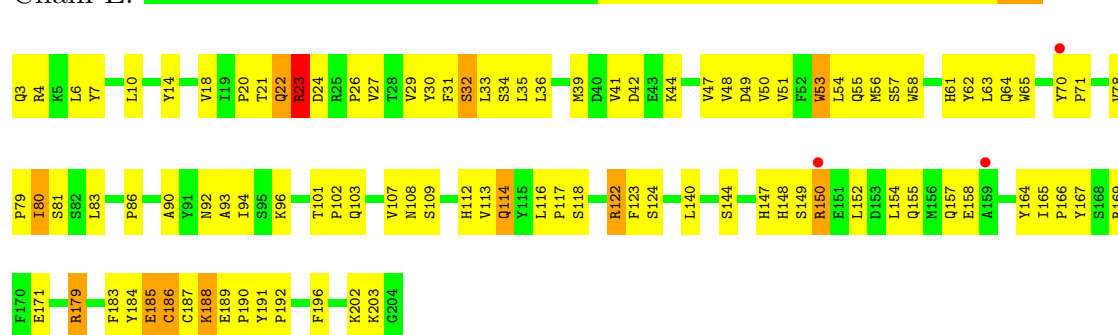 Q3 R4 K5 L6 Y7 L10 Y14 V18 I19 P20 T21 Q22 R23 D24 R25 P26 V27 T28 V29 Y30 F31 S32 L33 S34 L35 L36 M39 D40 V41 D42 E43 K44 V47 V48 D49 V50 V51 F52 W53 L54 Q55 M56 S57 W58 H61 Y62 L63 Q64 W65 Y70 P71 V78
P79 I80 S81 S82 L83 P86 A90 Y91 N92 A93 I94 S95 K96 T101 P102 Q103 V107 N108 S109 H112 V113 Q114 Y115 L116 P117 S118 R122 F123 S124 L140 S144 H147 H148 S149 R150 E151 L152 D153 L154 Q155 M156 Q157 E158 A159 Y164 I165 P166 Y167 S168
F170 E171 R179 F183 Y184 E185 C186 C187 K188 E189 P190 Y191 P192 F196 K202 K203 G204